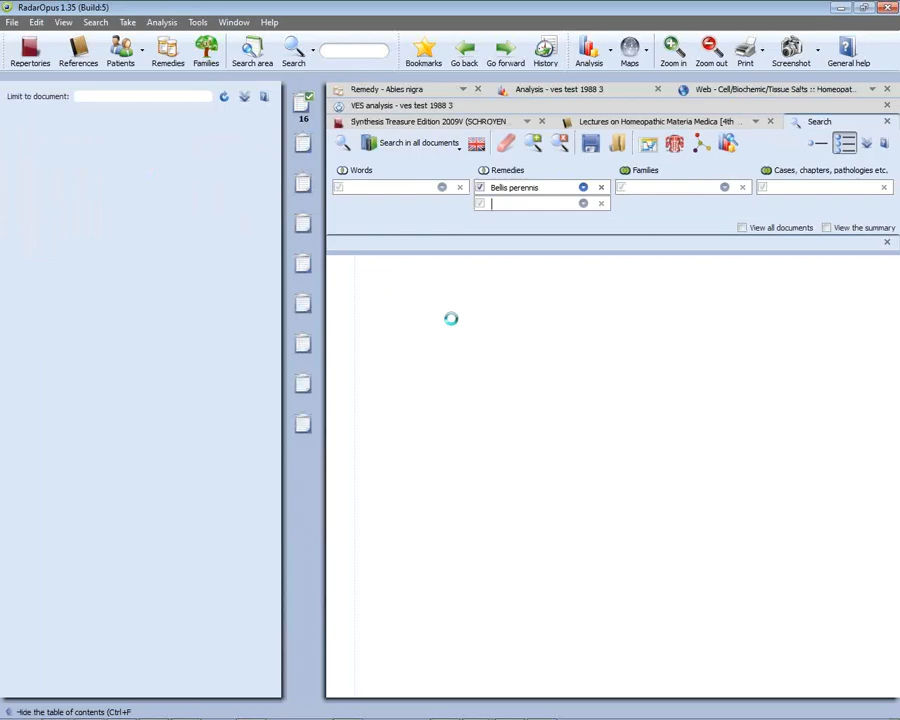 RadarOpus 1.35 (Build:5)
File Edit View Search Take Analysis Tools Window Help
Repertories References Patients Remedies Families Search area Search Bookmarks Go back Go forward History Analysis Maps Zoom in Zoom out Print Screenshot General help
Limit to document:
Remedy - Abies nigra
Analysis - ves test 1988 3
Web - Cell/Biochemic/Tissue Salts :: Homeopat...
VES analysis - ves test 1988 3
Synthesis Treasure Edition 2009V (SCHROYEN...
Lectures on Homeopathic Materia Medica [4th ...
Search
16
Search in all documents
Words Remedies Families Cases, chapters, pathologies etc.
Bellis perennis
View all documents View the summary
Hide the table of contents (Ctrl+F